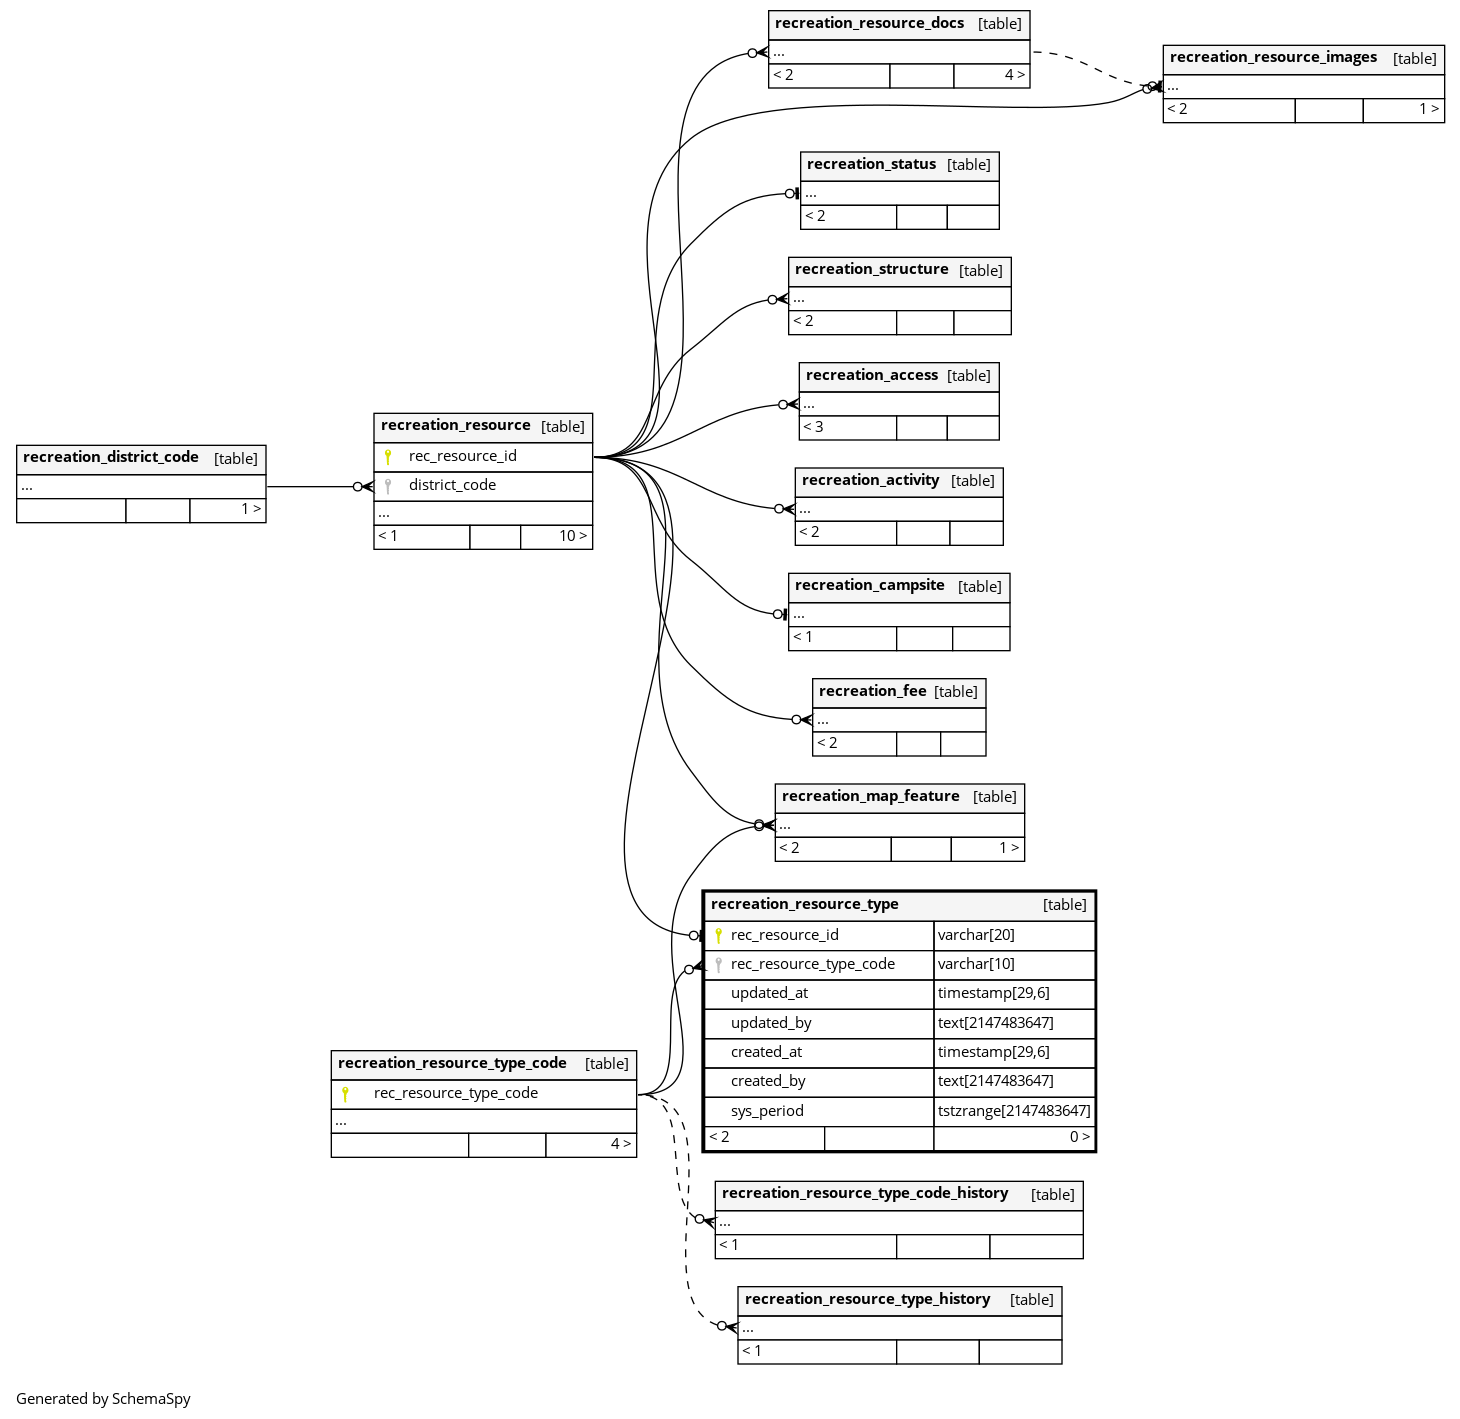 recreation_resource_docs [table]
...
< 2 4 >
recreation_resource_images [table]
...
< 2 1 >
recreation_status [table]
...
< 2
recreation_structure [table]
...
< 2
recreation_access [table]
...
< 3
recreation_resource [table]
rec_resource_id
district_code
...
< 1 10 >
recreation_district_code [table]
...
1 >
recreation_activity [table]
...
< 2
recreation_campsite [table]
...
< 1
recreation_fee [table]
...
< 2
recreation_map_feature [table]
...
< 2 1 >
recreation_resource_type [table]
rec_resource_id varchar[20]
rec_resource_type_code varchar[10]
updated_at timestamp[29,6]
updated_by text[2147483647]
created_at timestamp[29,6]
created_by text[2147483647]
sys_period tstzrange[2147483647]
< 2 0 >
recreation_resource_type_code [table]
rec_resource_type_code
...
4 >
recreation_resource_type_code_history [table]
...
< 1
recreation_resource_type_history [table]
...
< 1
Generated by SchemaSpy